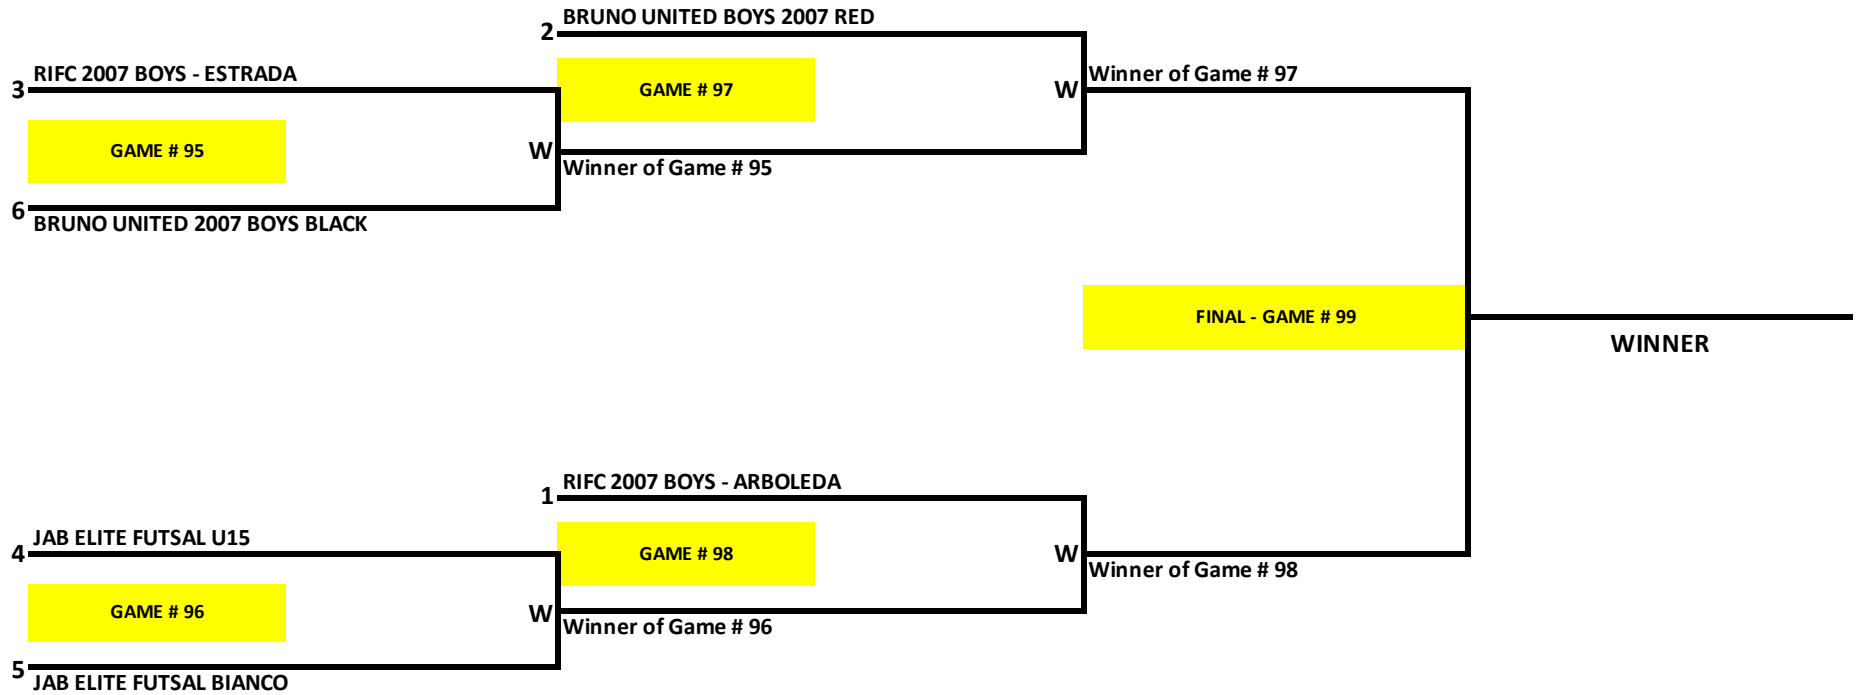 BRUNO UNITED BOYS 2007 RED
2
RIFC 2007 BOYS - ESTRADA
3
GAME # 97
W
Winner of Game # 97
GAME # 95
W
Winner of Game # 95
6
BRUNO UNITED 2007 BOYS BLACK
FINAL - GAME # 99
WINNER
RIFC 2007 BOYS - ARBOLEDA
1
JAB ELITE FUTSAL U15
4
GAME # 98
W
Winner of Game # 98
GAME # 96
W
Winner of Game # 96
5
JAB ELITE FUTSAL BIANCO